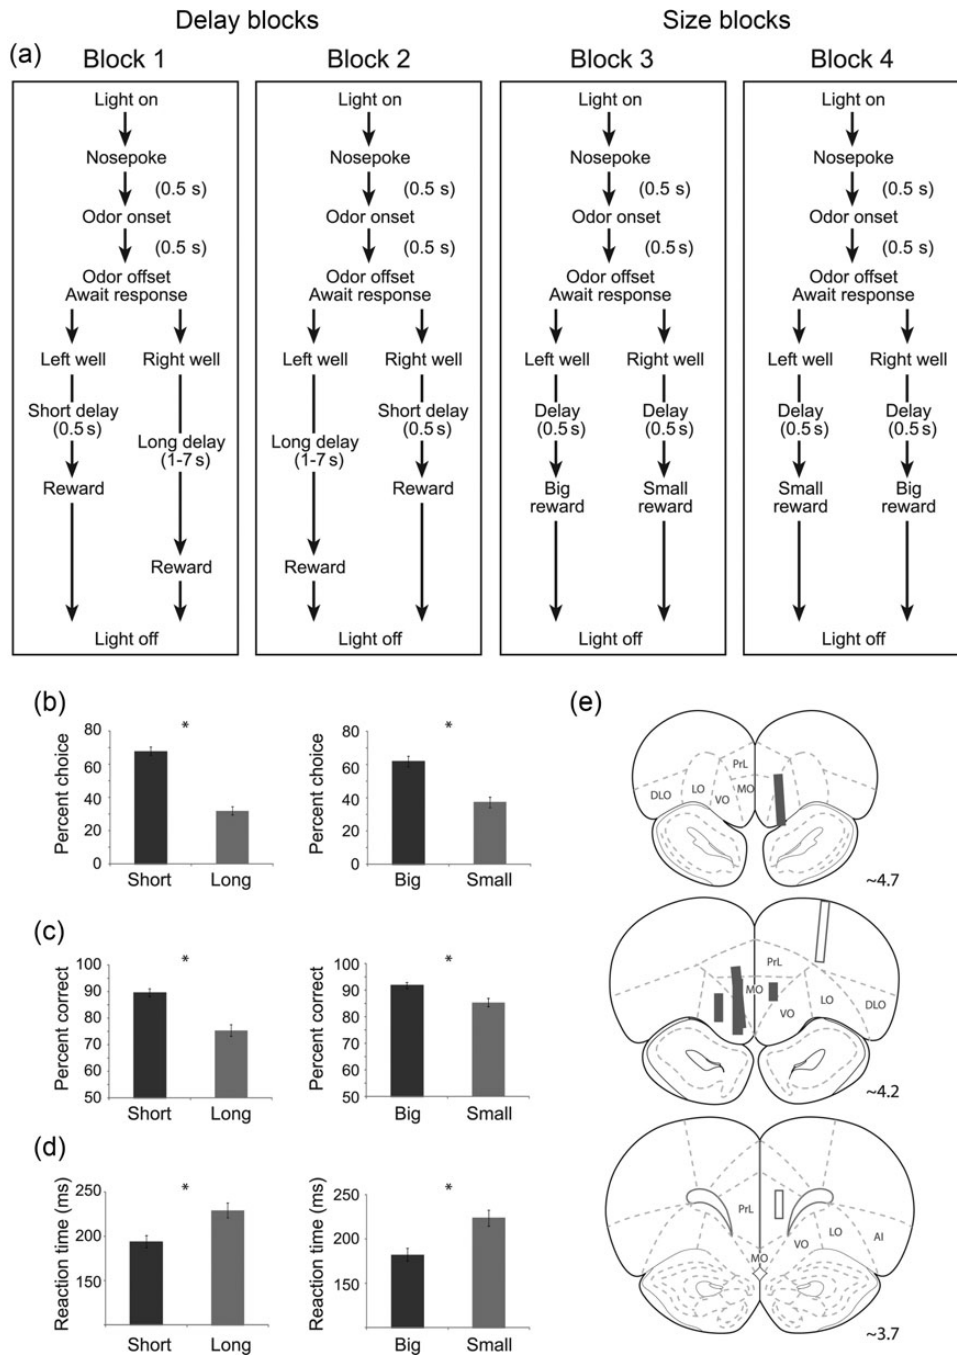 Delay blocks Size blocks
(a) Block 1 Block 2 Block 3 Block 4
Light on
Nosepoke
(0.5 s)
Odor onset
(0.5 s)
Odor offset
Await response
Left well Right well
Short delay
(0.5 s)
Long delay
(1-7 s)
Reward
Reward
Light off
Light on
Nosepoke
(0.5 s)
Odor onset
(0.5 s)
Odor offset
Await response
Left well Right well
Short delay
(0.5 s)
Long delay
(1-7 s)
Reward
Reward
Light off
Light on
Nosepoke
(0.5 s)
Odor onset
(0.5 s)
Odor offset
Await response
Left well Right well
Delay Delay
(0.5 s) (0.5 s)
Big Small
reward reward
Light off
Light on
Nosepoke
(0.5 s)
Odor onset
(0.5 s)
Odor offset
Await response
Left well Right well
Delay Delay
(0.5 s) (0.5 s)
Small Big
reward reward
Light off
(b)
Percent choice
80
60
40
20
0
*
Short Long
Percent choice
80
60
40
20
0
*
Big Small
(c)
Percent correct
100
90
80
70
60
50
*
Short Long
Percent correct
100
90
80
70
60
50
*
Big Small
(d)
Reaction time (ms)
250
200
150
*
Short Long
Reaction time (ms)
250
200
150
*
Big Small
(e)
PrL
DLO LO VO MO
~4.7
PrL
MO VO LO DLO
~4.2
PrL
MO VO LO AI
~3.7